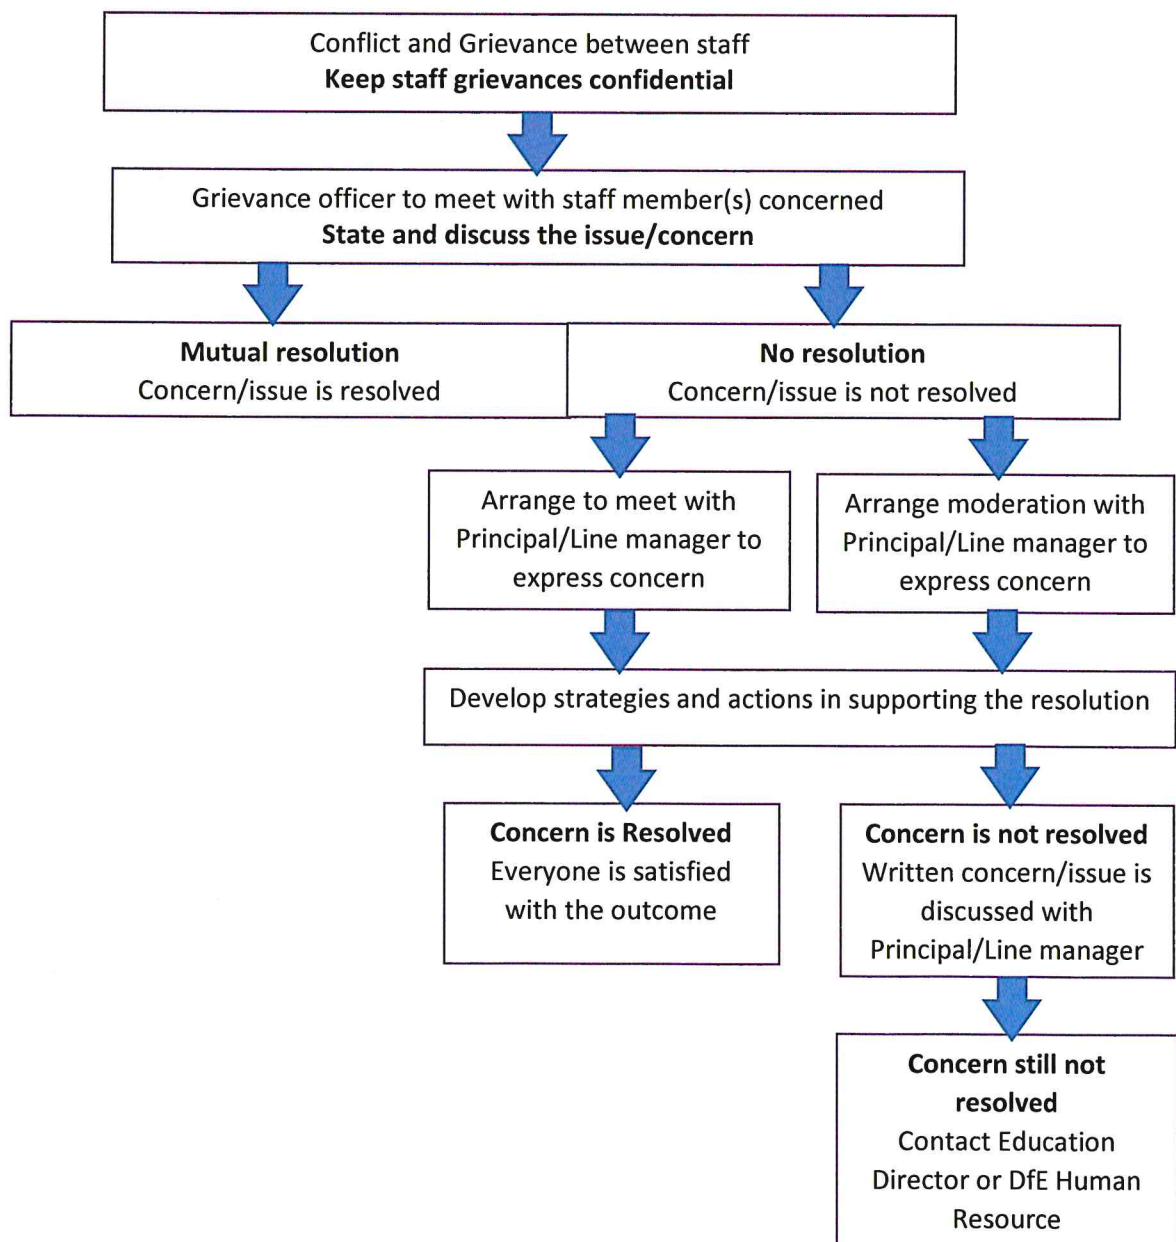 Conflict and Grievance between staff
Keep staff grievances confidential
Grievance officer to meet with staff member(s) concerned
State and discuss the issue/concern
Mutual resolution
Concern/issue is resolved
No resolution
Concern/issue is not resolved
Arrange to meet with
Principal/Line manager to
express concern
Arrange moderation with
Principal/Line manager to
express concern
Develop strategies and actions in supporting the resolution
Concern is Resolved
Everyone is satisfied
with the outcome
Concern is not resolved
Written concern/issue is
discussed with
Principal/Line manager
Concern still not
resolved
Contact Education
Director or DfE Human
Resource